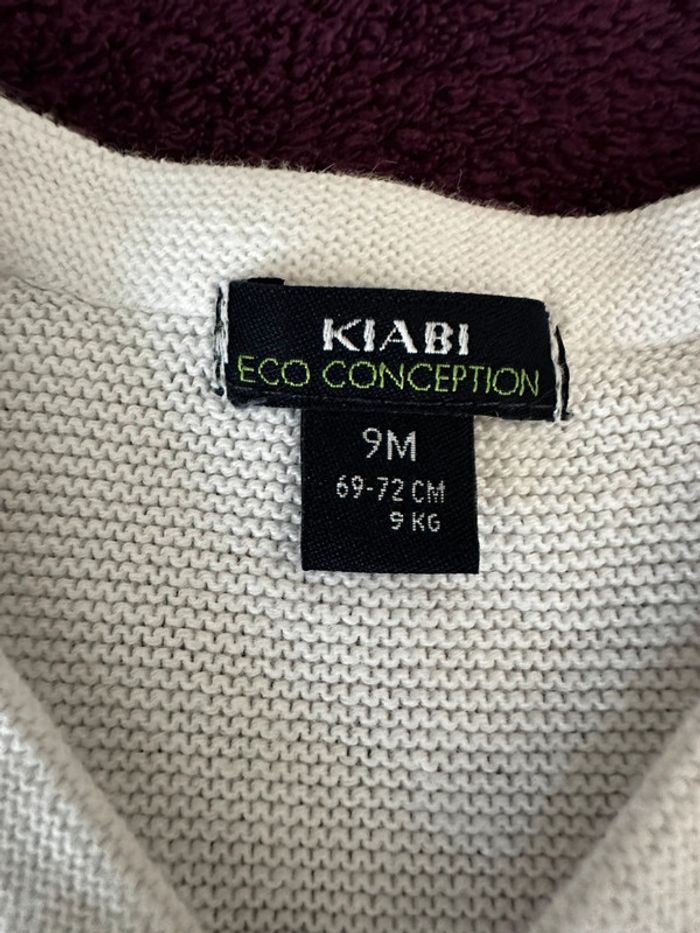 KIABI
ECO CONCEPTION
9M
69-72 CM
9 KG